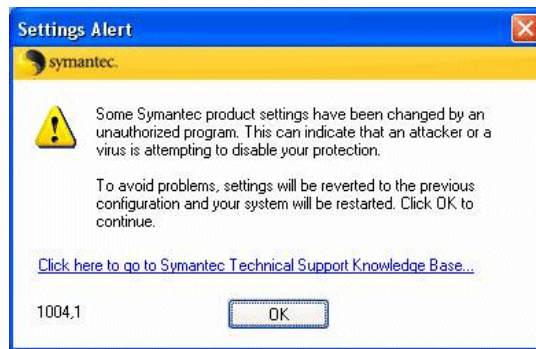 Settings Alert
symantec.
Some Symantec product settings have been changed by an
unauthorized program. This can indicate that an attacker or a
virus is attempting to disable your protection.
To avoid problems, settings will be reverted to the previous
configuration and your system will be restarted. Click OK to
continue.
Click here to go to Symantec Technical Support Knowledge Base...
1004,1
OK